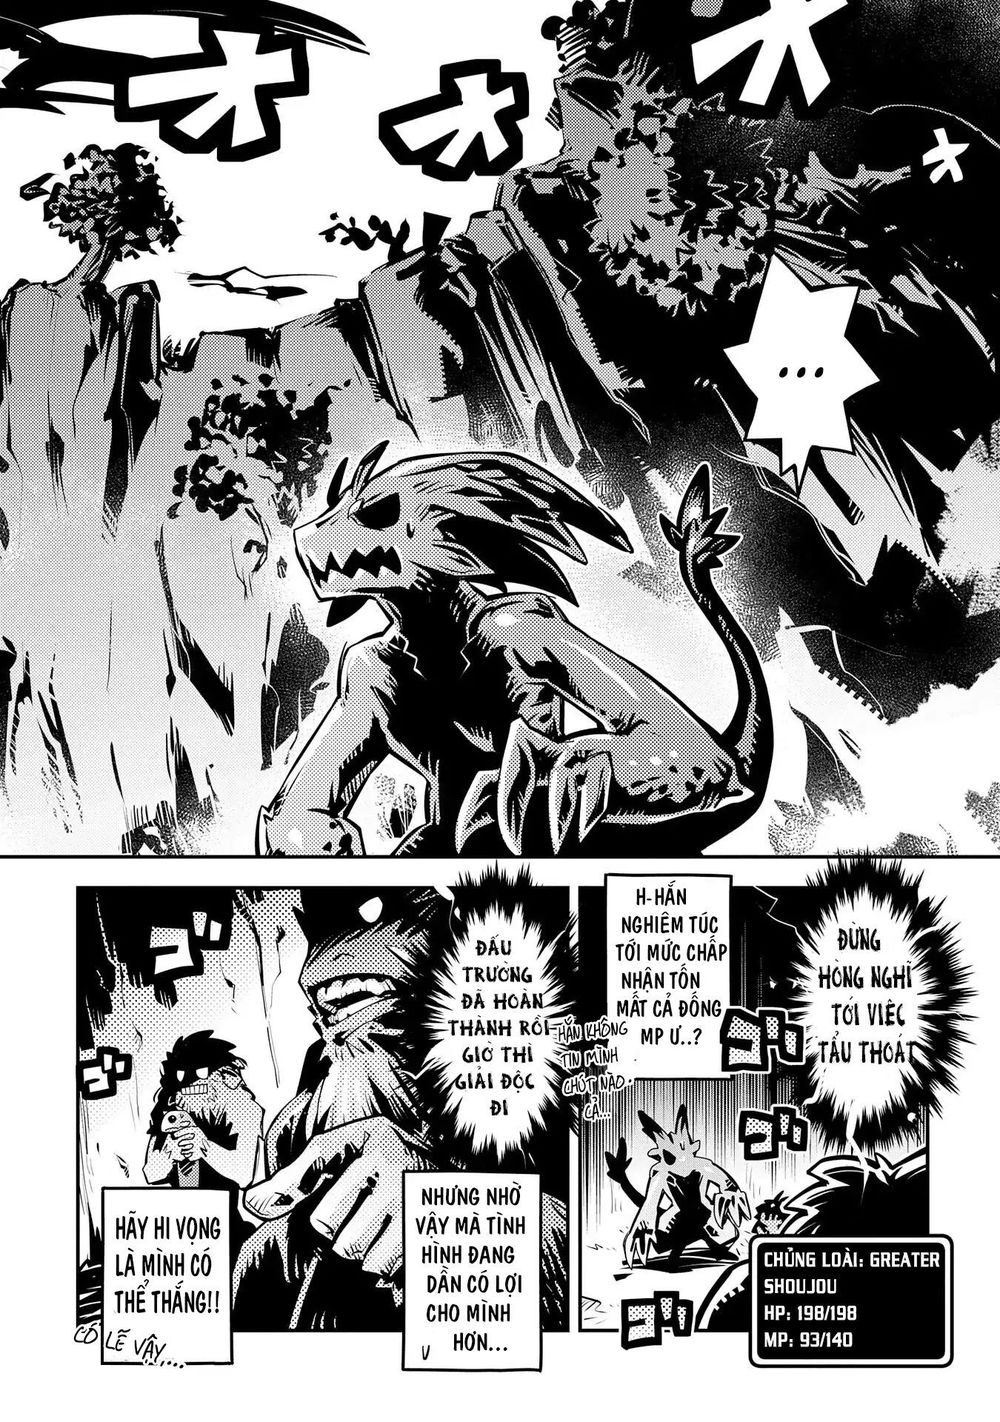 オ
オ
オ
オ
...
ĐỪNG
HÒNG NGHĨ
TỚI VIỆC
TẨU THOÁT
H-HẮN
NGHIÊM TÚC
TỚI MỨC CHẤP
NHẬN TỐN
MẤT CẢ ĐỐNG
MP Ư..?
HẮN KHÔNG
TIN MÌNH
CHÚT NÀO
CẢ...
ゴゴ
ゴゴ
CHỦNG LOÀI: GREATER
SHOUJOU
HP: 198/198
MP: 93/140
ĐẤU
TRƯỜNG
ĐÃ HOÀN
THÀNH RỒI
GIỜ THÌ
GIẢI ĐỘC
ĐI
NHƯNG NHỜ
VẬY MÀ TÌNH
HÌNH ĐANG
DẦN CÓ LỢI
CHO MÌNH
HƠN...
ゴゴ
HÃY HI VỌNG
LÀ MÌNH CÓ
THỂ THẮNG!!
CÓ LẼ VẬY....